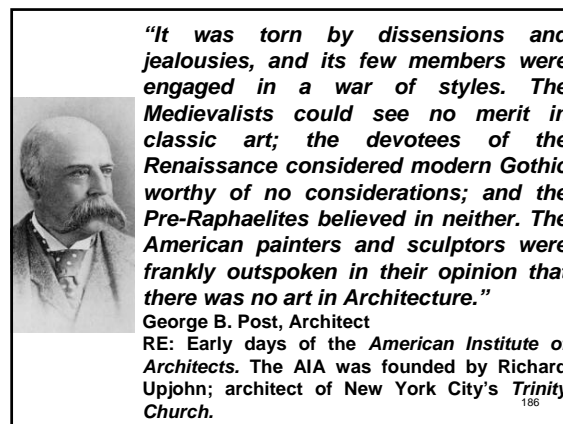 “It was torn by dissensions and
jealousies, and its few members were
engaged in a war of styles. The
Medievalists could see no merit in
classic art; the devotees of the
Renaissance considered modern Gothic
worthy of no considerations; and the
Pre-Raphaelites believed in neither. The
American painters and sculptors were
frankly outspoken in their opinion that
there was no art in Architecture.”
George B. Post, Architect
RE: Early days of the American Institute of
Architects. The AIA was founded by Richard
Upjohn; architect of New York City’s Trinity
Church.
186